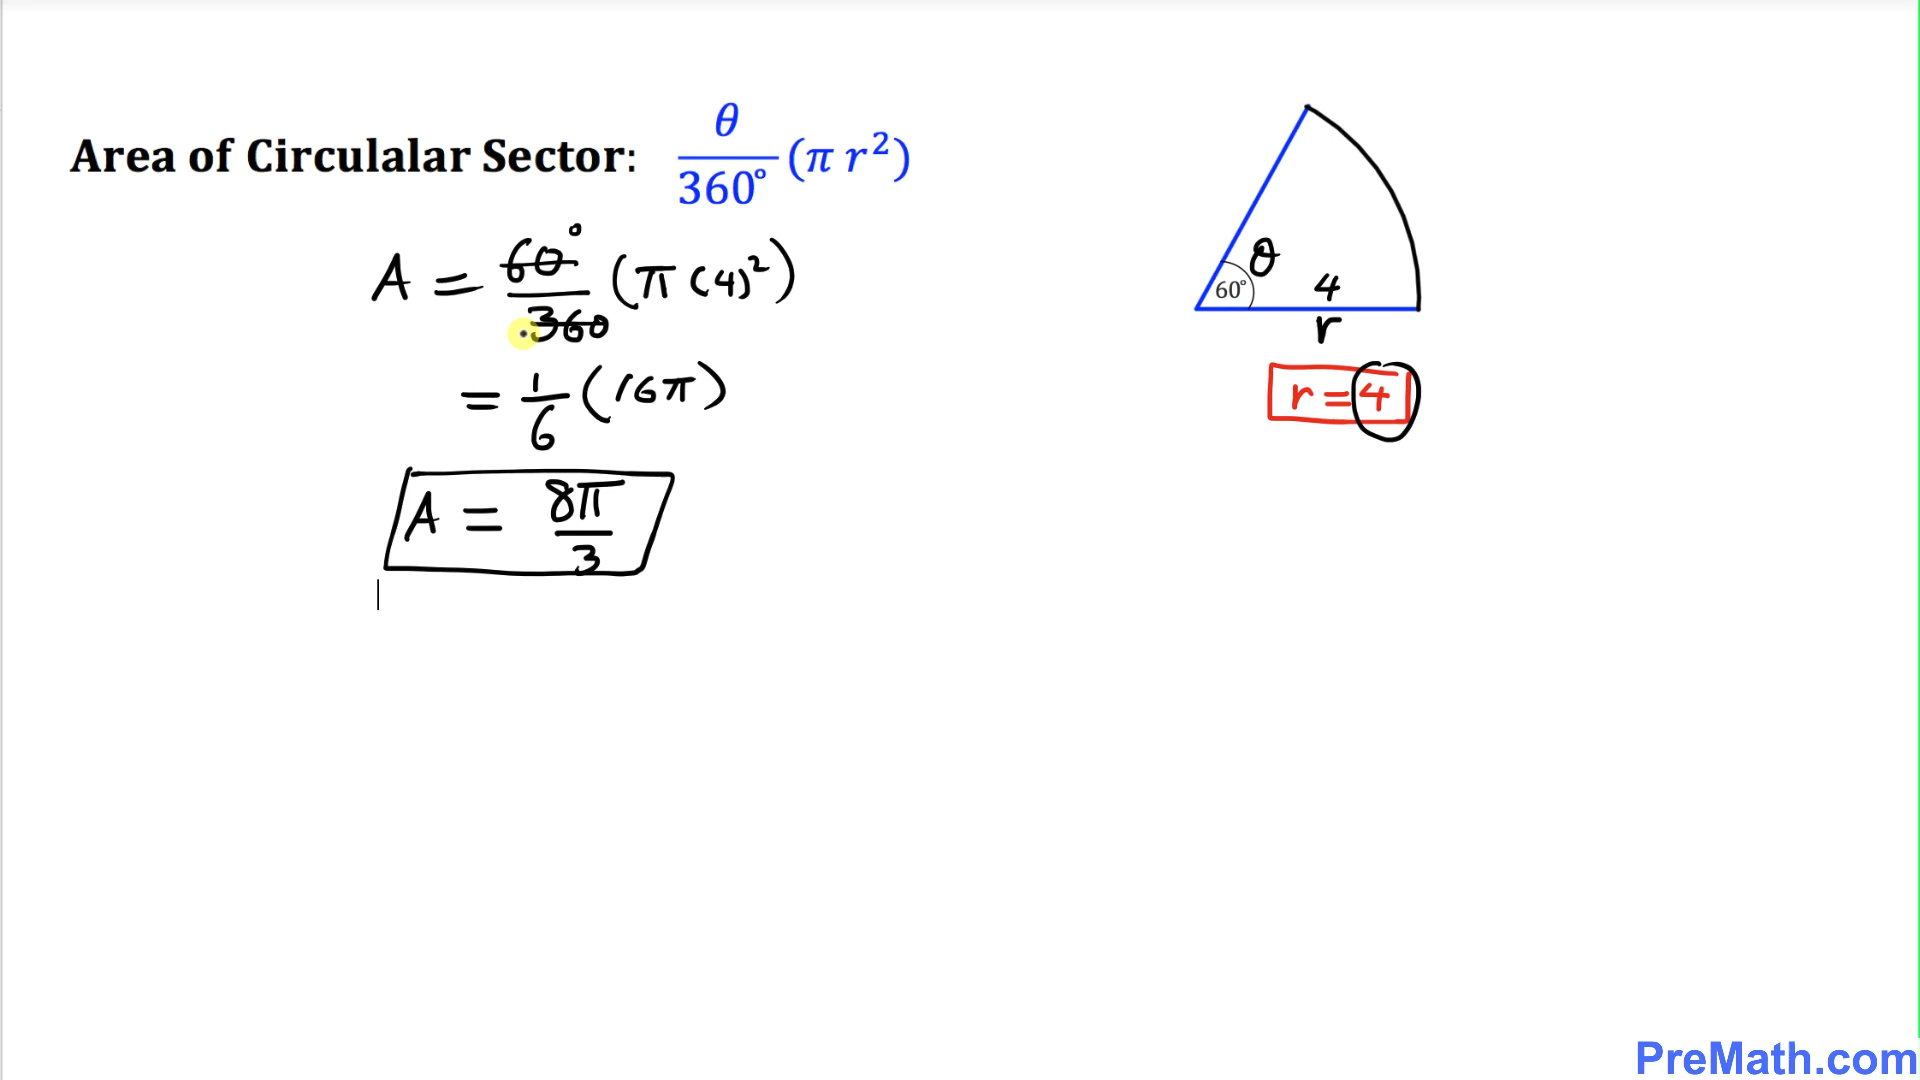 Area of Circulalar Sector: θ/360° (π r²)
A = 60°/360 (π (4)²)
= 1/6 (16π)
A = 8π/3
θ
60°
4
r
r = 4
PreMath.com